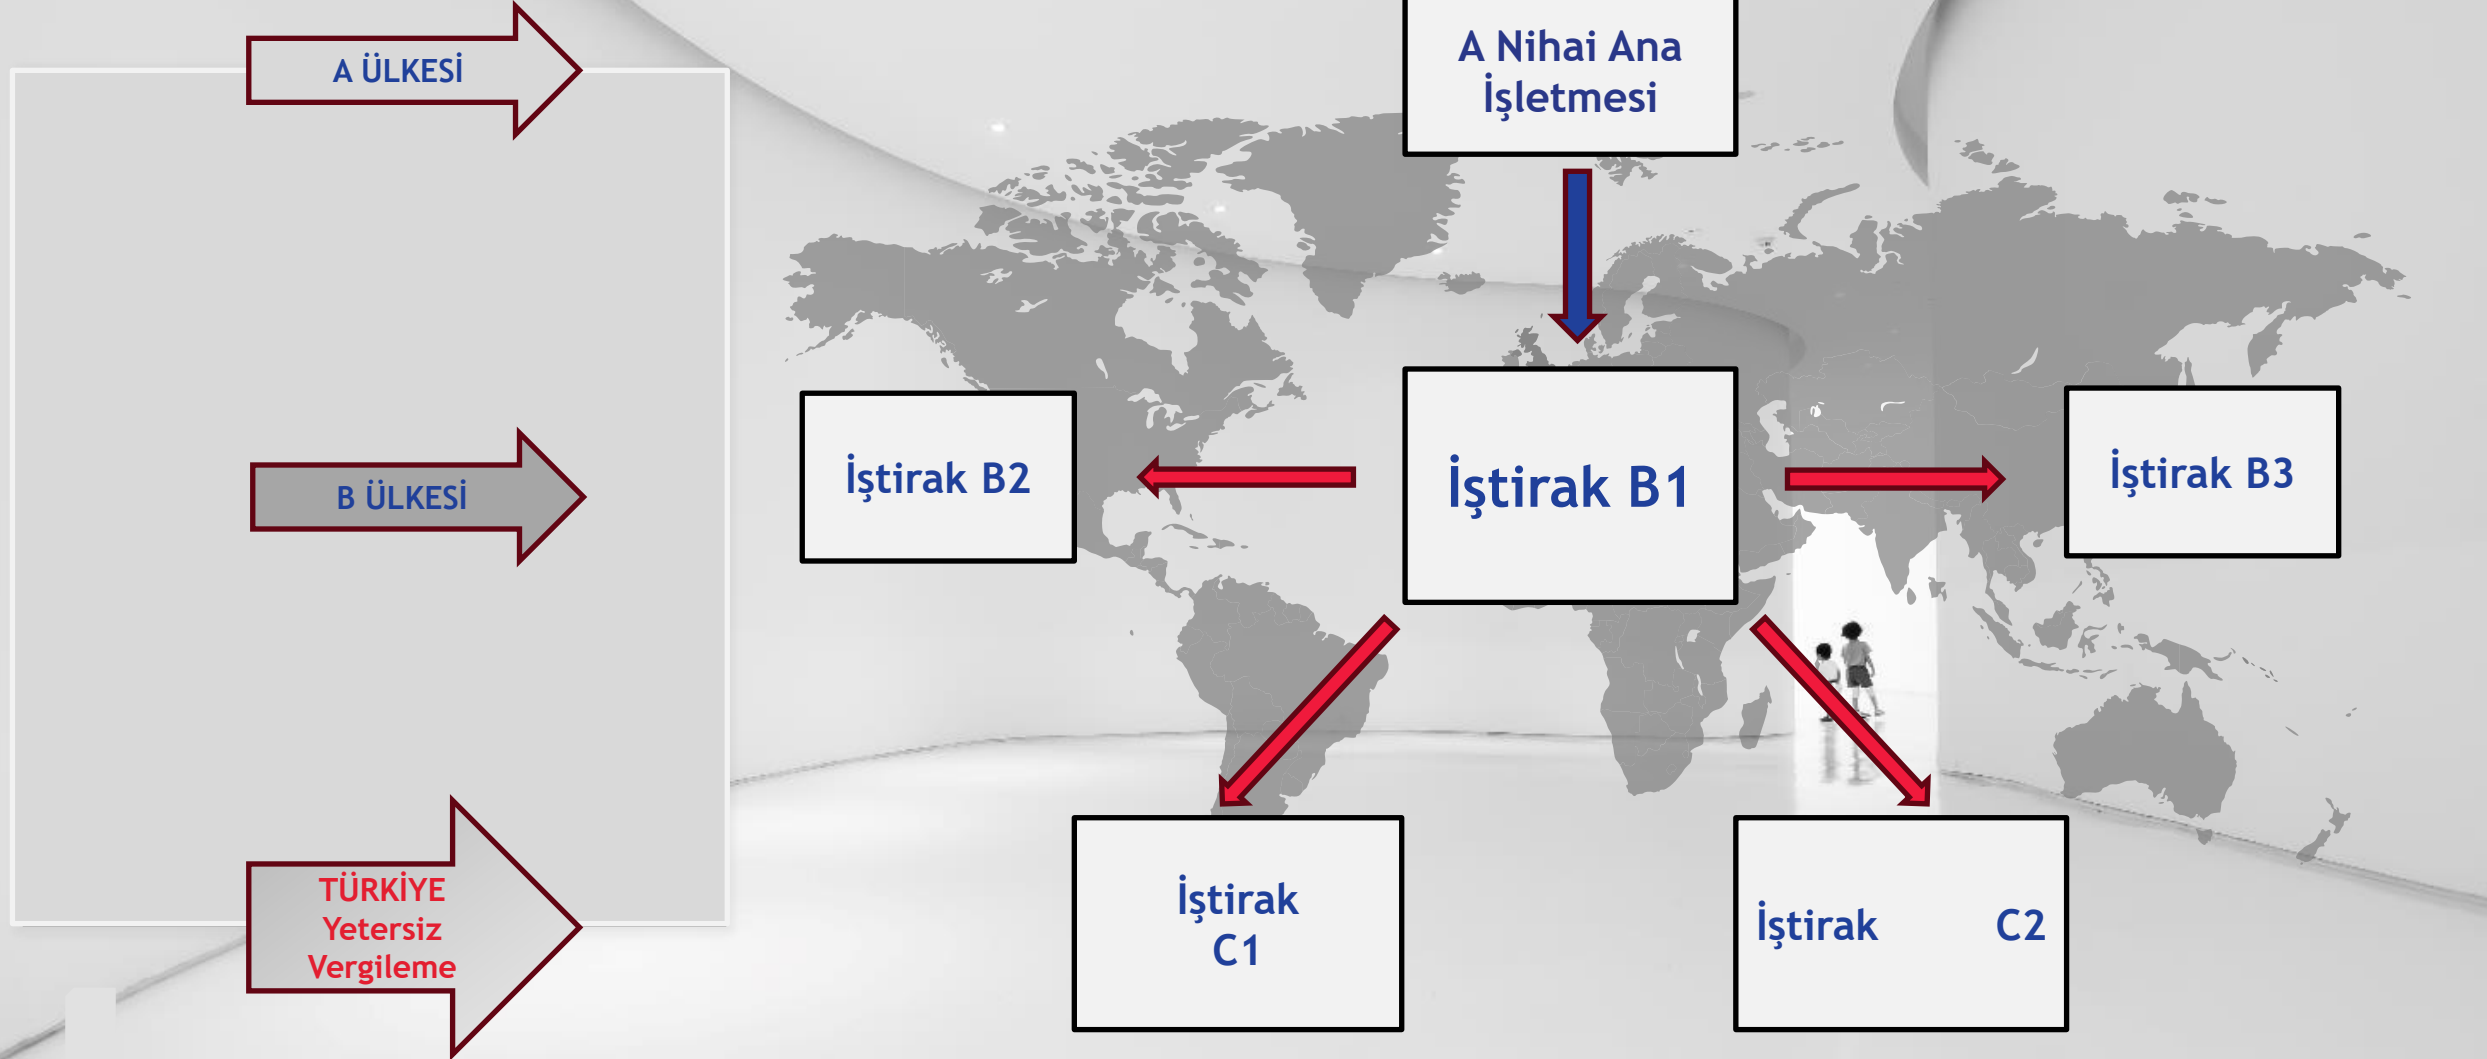 A ÜLKESİ
A Nihai Ana
İşletmesi
B ÜLKESİ
İştirak B2
İştirak B1
İştirak B3
TÜRKİYE
Yetersiz
Vergileme
İştirak
C1
İştirak C2